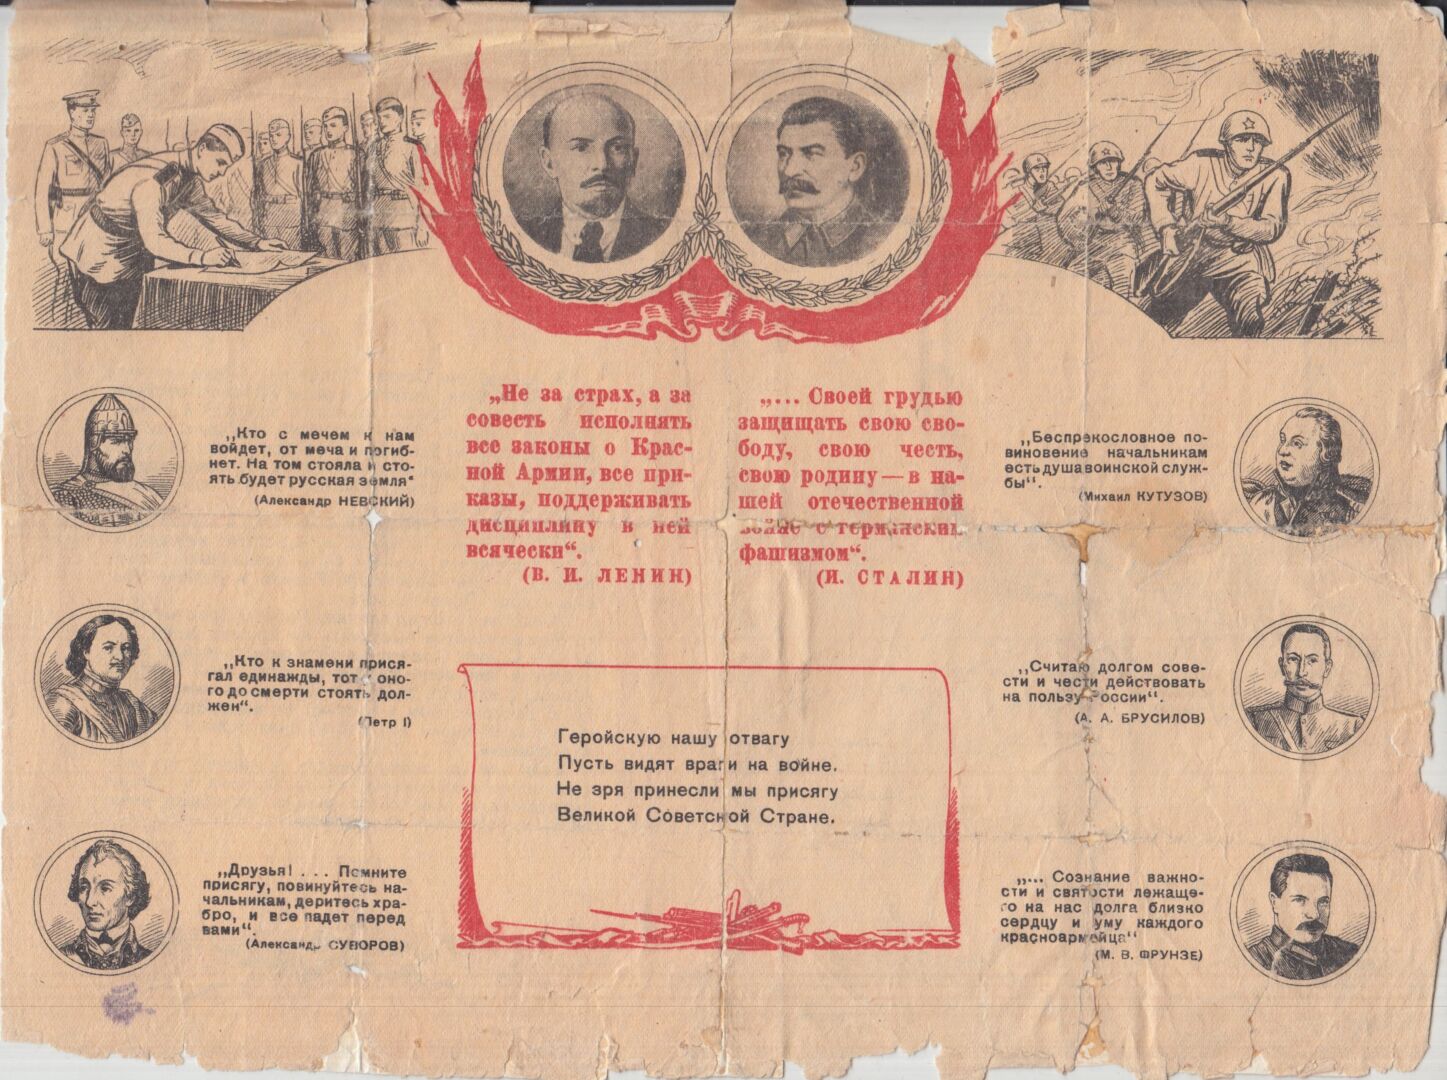 „Не за страх, а за
совесть исполнять
все законы о Крас-
ной Армии, все при-
казы, поддерживать
дисциплину в ней
всячески“.
(В. И. ЛЕНИН)
„... Своей грудью
защищать свою сво-
боду, свою честь,
свою родину — в на-
шей отечественной
войне с германским
фашизмом“.
(И. СТАЛИН)
„Кто с мечем к нам
войдет, от меча и погиб-
нет. На том стояла и сто-
ять будет русская земля“
(Александр НЕВСКИЙ)
„Кто к знамени прися-
гал единажды, тот у оно-
го до смерти стоять дол-
жен“.
(Петр I)
„Друзья! . . . Помните
присягу, повинуйтесь на-
чальникам, деритесь хра-
бро, и все падет перед
вами“.
(Александр СУВОРОВ)
Геройскую нашу отвагу
Пусть видят враги на войне.
Не зря принесли мы присягу
Великой Советской Стране.
„Беспрекословное по-
виновение начальникам
есть душа воинской служ-
бы“.
(Михаил КУТУЗОВ)
„Считаю долгом сове-
сти и чести действовать
на пользу России“.
(А. А. БРУСИЛОВ)
„... Сознание важно-
сти и святости лежаще-
го на нас долга близко
сердцу и уму каждого
красноармейца“
(М. В. ФРУНЗЕ)